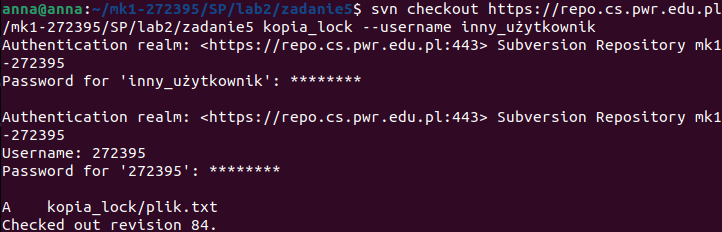 anna@anna:~/mk1-272395/SP/lab2/zadanie5$ svn checkout https://repo.cs.pwr.edu.pl
/mk1-272395/SP/lab2/zadanie5 kopia_lock --username inny_użytkownik
Authentication realm: <https://repo.cs.pwr.edu.pl:443> Subversion Repository mk1
-272395
Password for 'inny_użytkownik': ********
Authentication realm: <https://repo.cs.pwr.edu.pl:443> Subversion Repository mk1
-272395
Username: 272395
Password for '272395': ********
A    kopia_lock/plik.txt
Checked out revision 84.